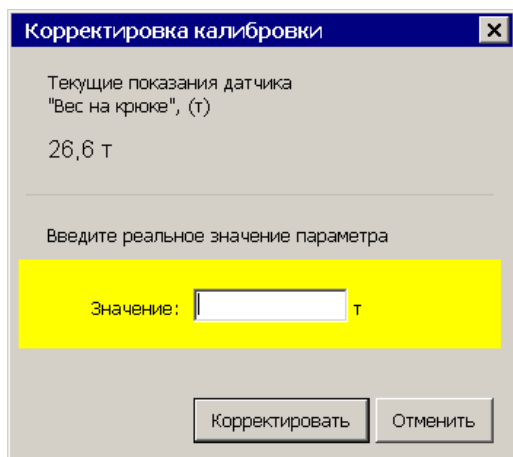 Корректировка калибровки
Текущие показания датчика
"Вес на крюке", (т)
26,6 т
Введите реальное значение параметра
Значение: т
Корректировать Отменить